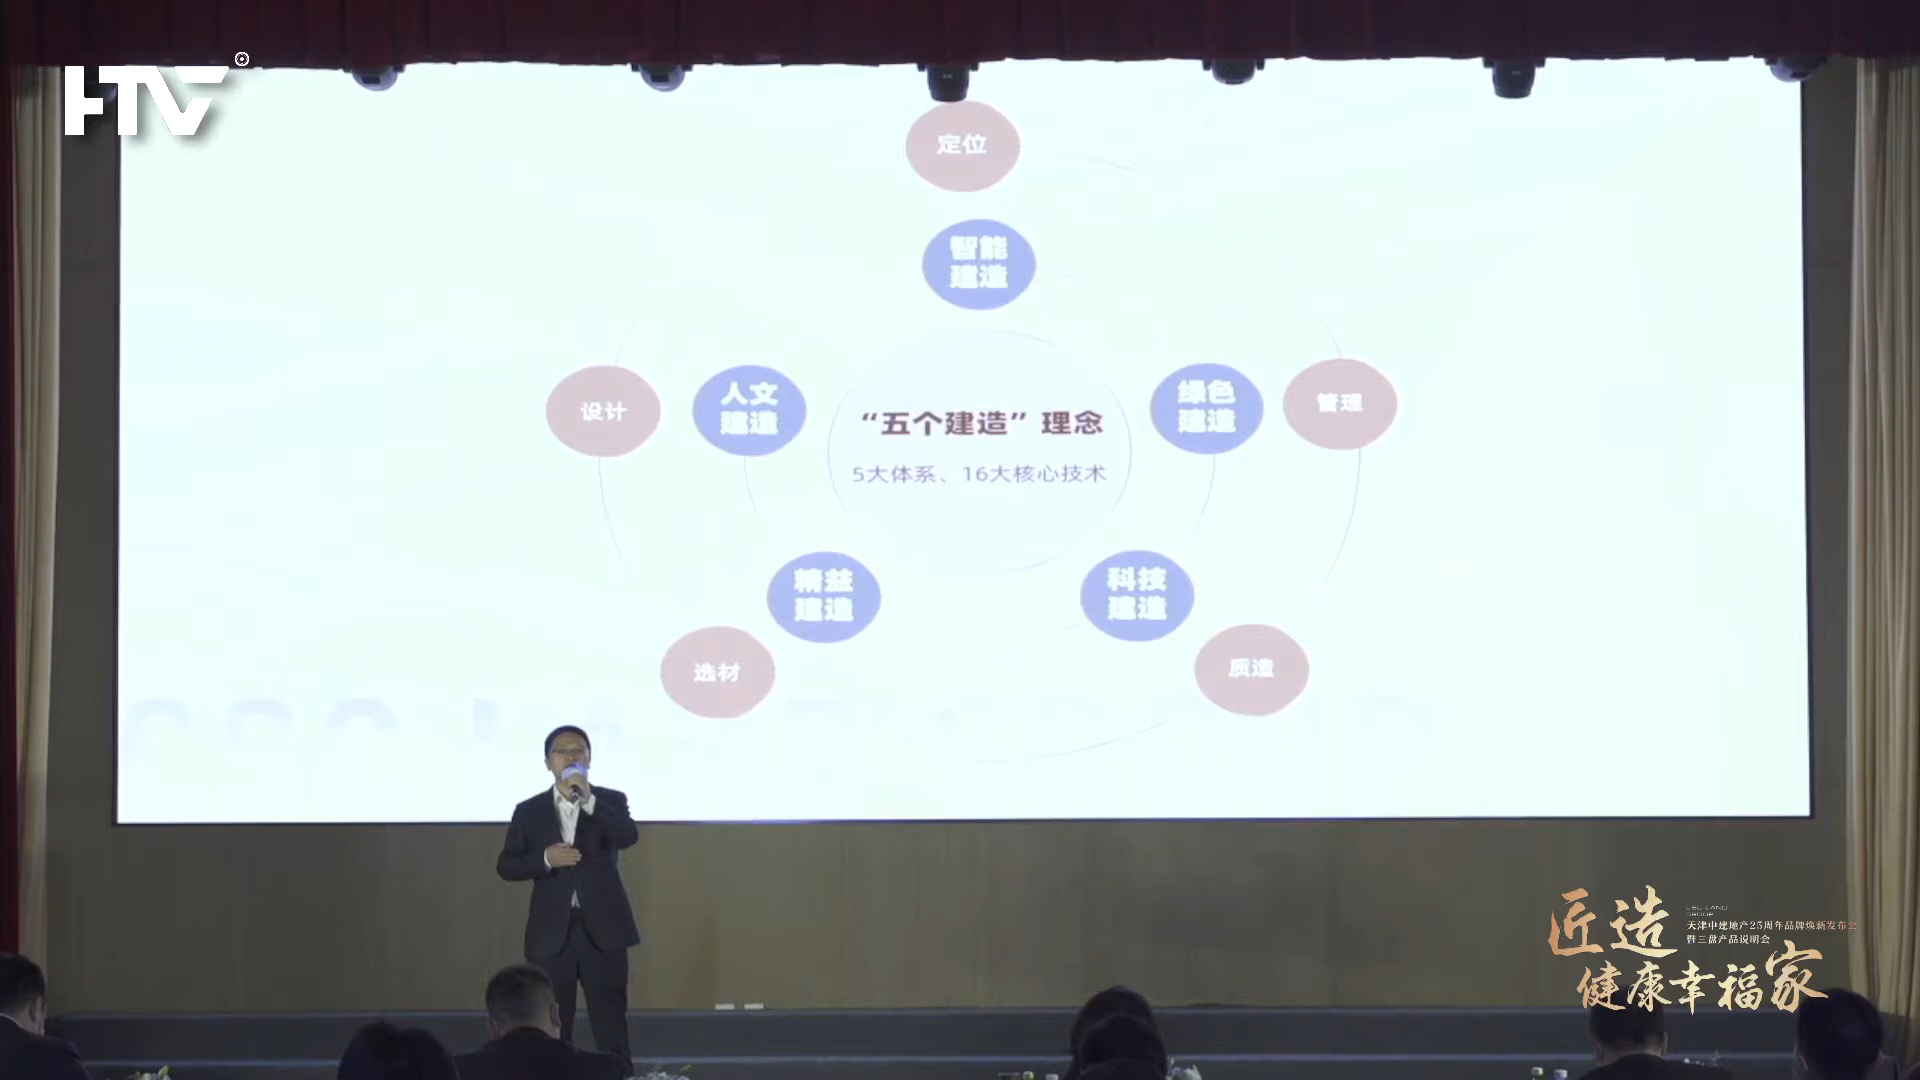 HTV
定位
智能
建造
设计
人文
建造
“五个建造”理念
5大体系、16大核心技术
绿色
建造
管理
精益
建造
科技
建造
选材
质造
匠造
CSC LAND
GROUP
天津中建地产25周年品牌焕新发布会
暨三盘产品说明会
健康幸福家